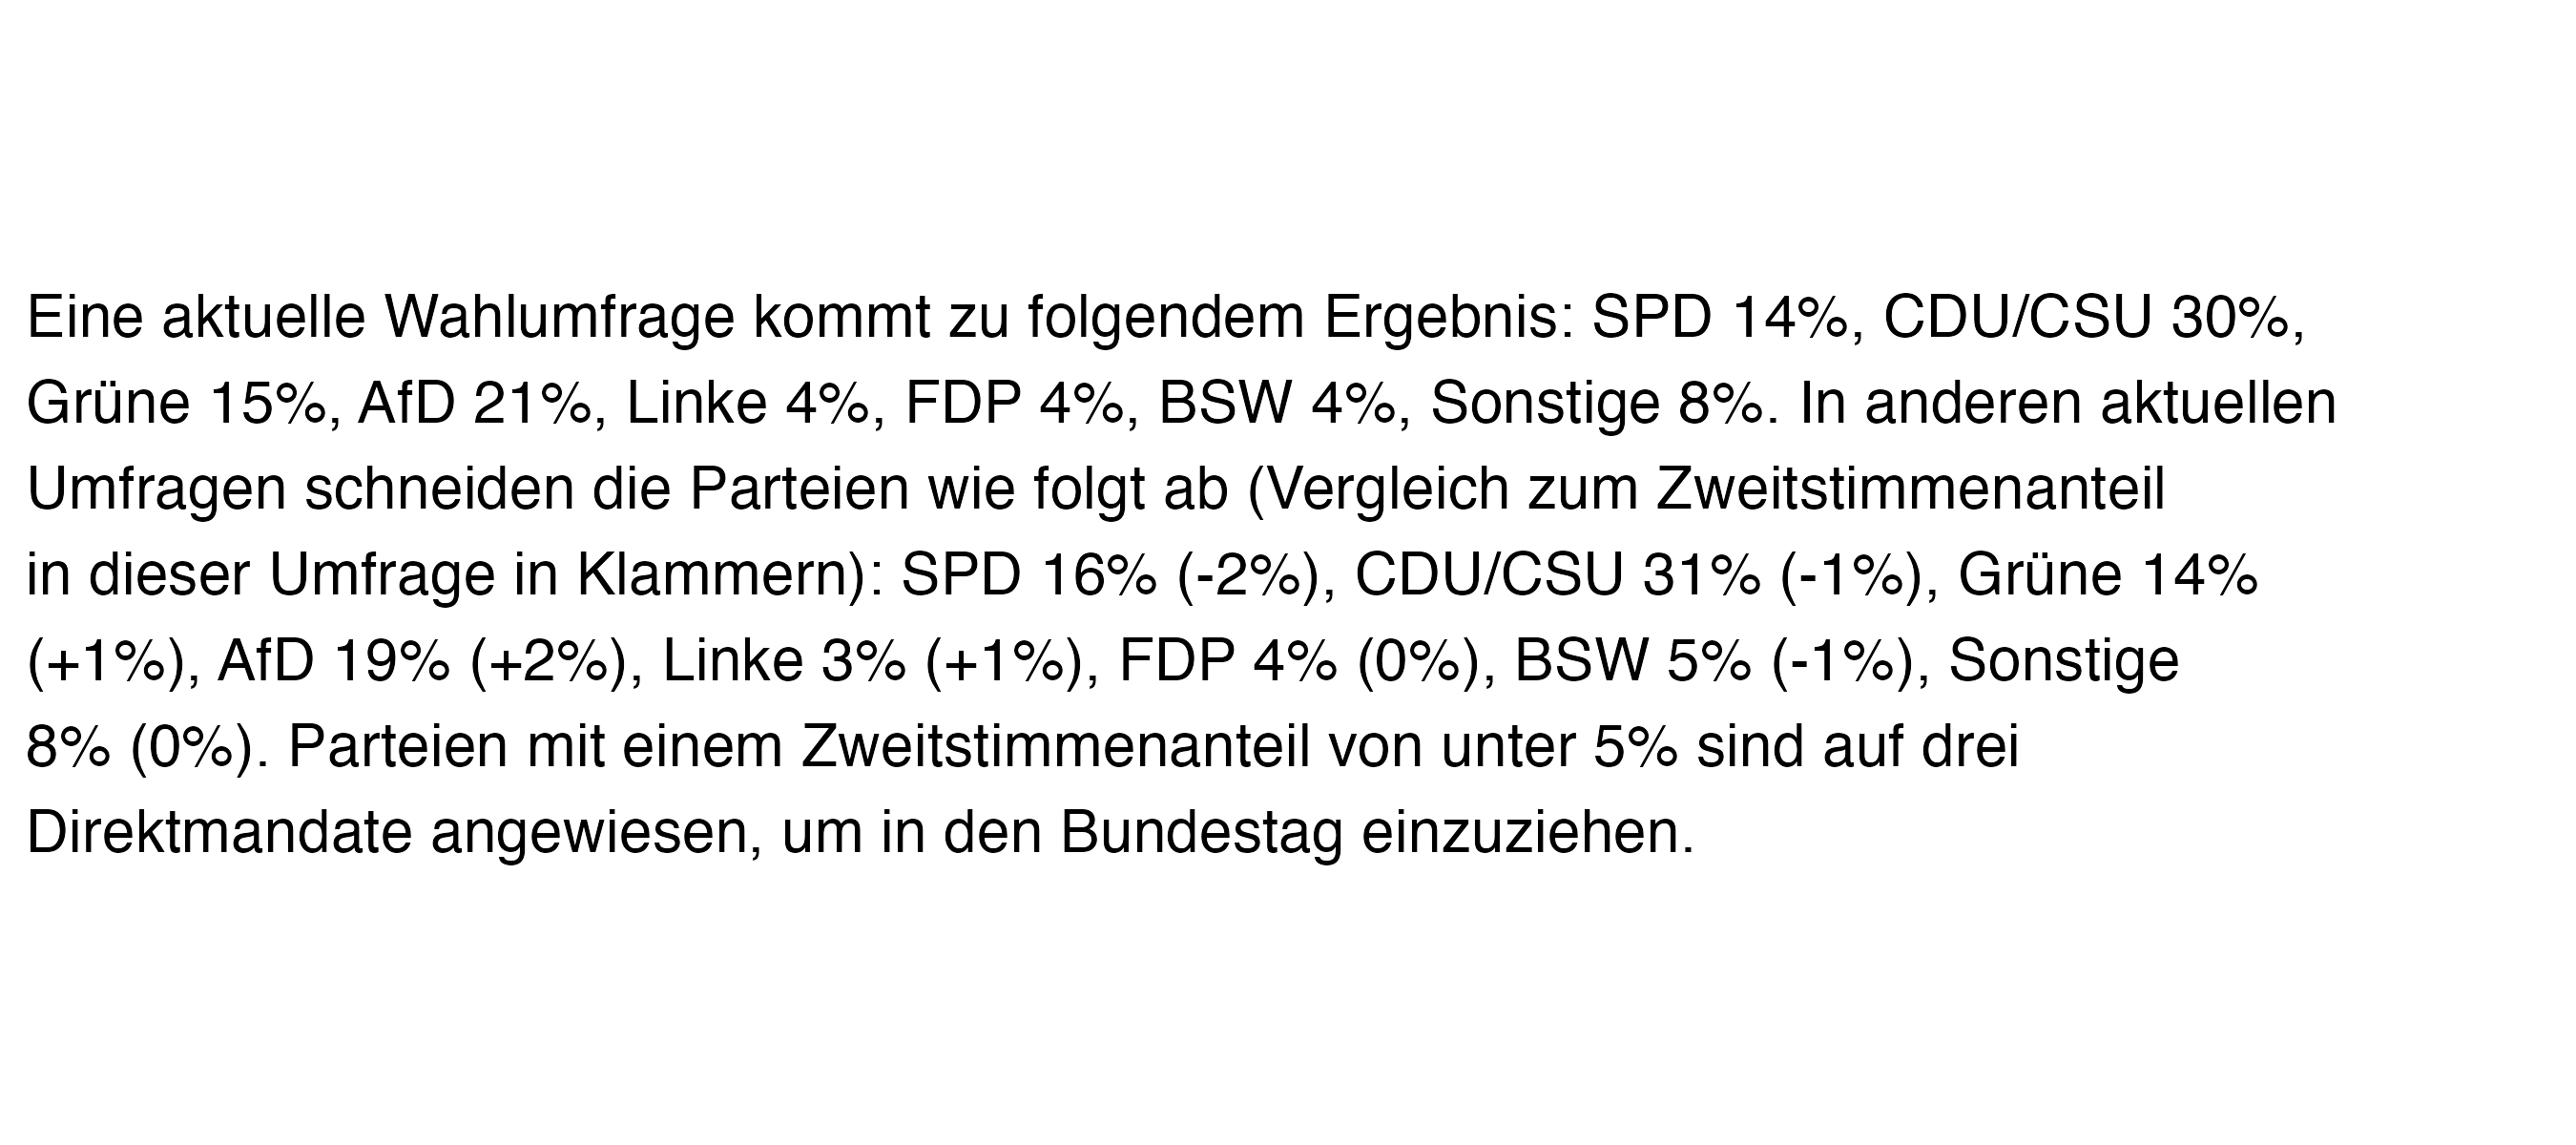 Eine aktuelle Wahlumfrage kommt zu folgendem Ergebnis: SPD 14%, CDU/CSU 30%,
Grüne 15%, AfD 21%, Linke 4%, FDP 4%, BSW 4%, Sonstige 8%. In anderen aktuellen
Umfragen schneiden die Parteien wie folgt ab (Vergleich zum Zweitstimmenanteil
in dieser Umfrage in Klammern): SPD 16% (-2%), CDU/CSU 31% (-1%), Grüne 14%
(+1%), AfD 19% (+2%), Linke 3% (+1%), FDP 4% (0%), BSW 5% (-1%), Sonstige
8% (0%). Parteien mit einem Zweitstimmenanteil von unter 5% sind auf drei
Direktmandate angewiesen, um in den Bundestag einzuziehen.